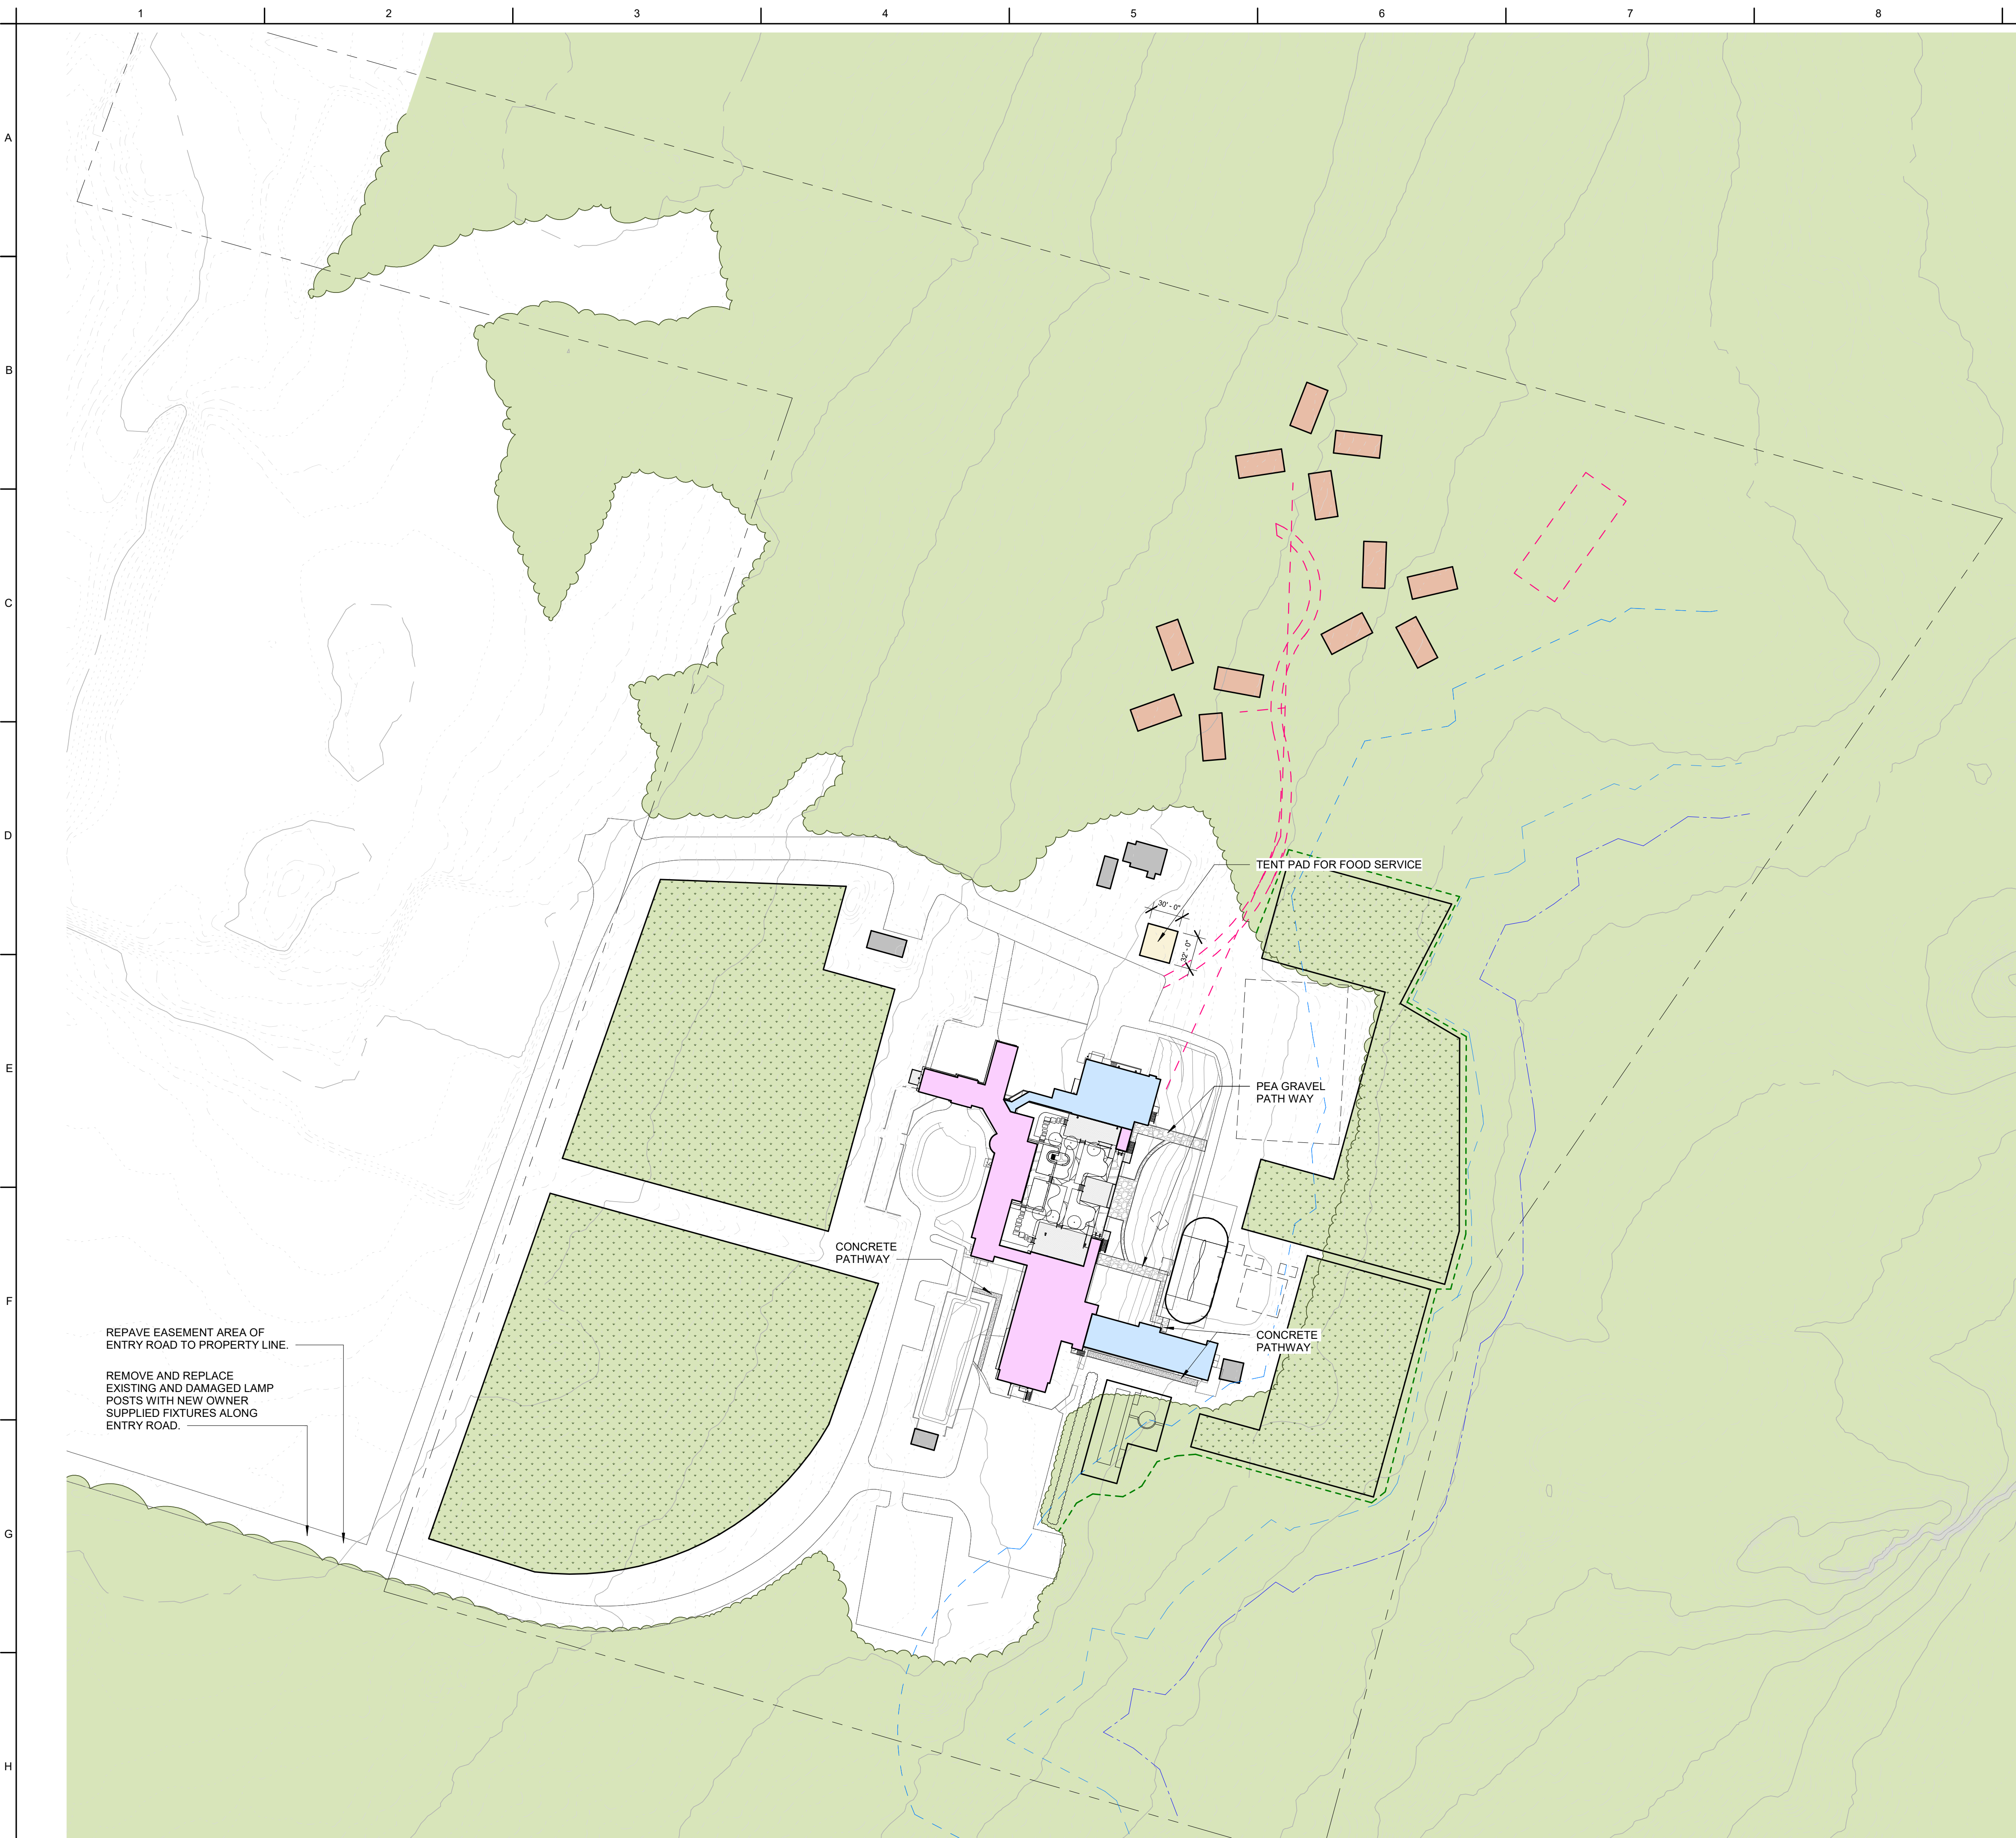 1 2 3 4 5 6 7 8
A
B
C
D
TENT PAD FOR FOOD SERVICE
30' - 0"
32' - 0"
E
PEA GRAVEL
PATH WAY
CONCRETE
PATHWAY
F
REPAVE EASEMENT AREA OF
ENTRY ROAD TO PROPERTY LINE.
CONCRETE
PATHWAY
REMOVE AND REPLACE
EXISTING AND DAMAGED LAMP
POSTS WITH NEW OWNER
SUPPLIED FIXTURES ALONG
ENTRY ROAD.
G
H